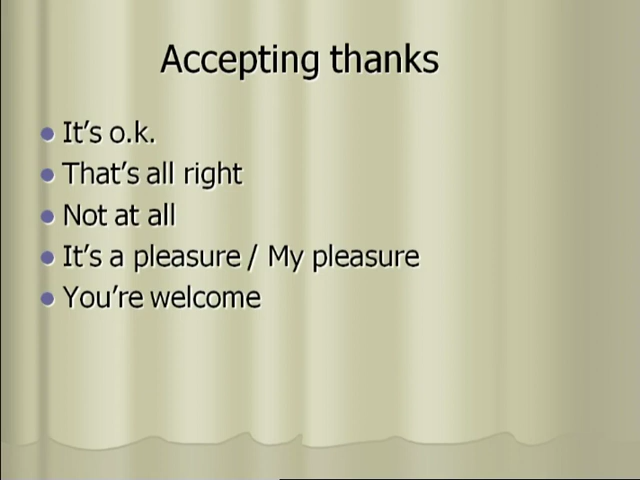 Accepting thanks
It's o.k.
That's all right
Not at all
It's a pleasure / My pleasure
You're welcome